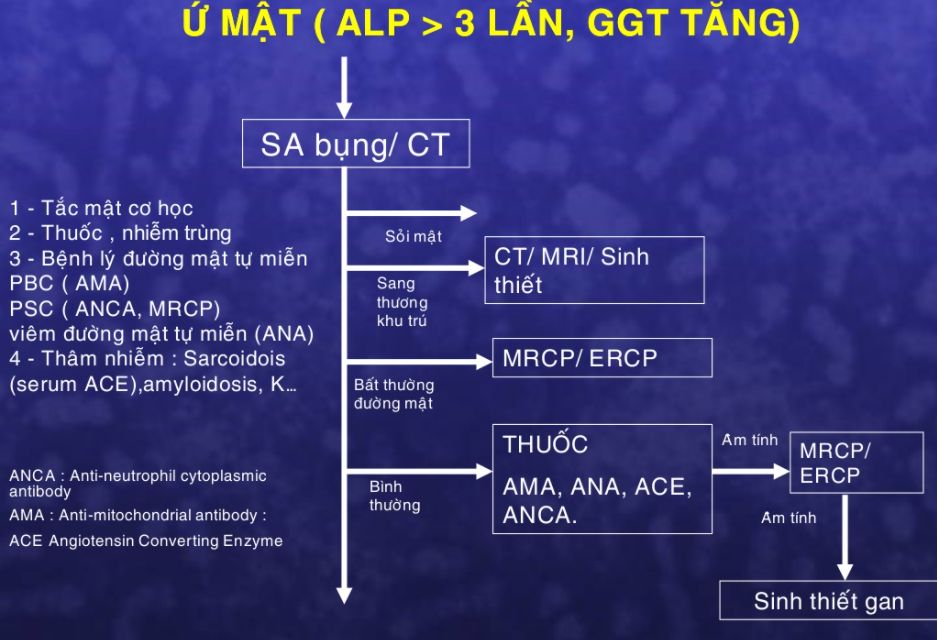 Ứ MẬT ( ALP > 3 LẦN, GGT TĂNG)
SA bụng/ CT
1 - Tắc mật cơ học
2 - Thuốc , nhiễm trùng
3 - Bệnh lý đường mật tự miễn
PBC ( AMA)
PSC ( ANCA, MRCP)
viêm đường mật tự miễn (ANA)
4 - Thâm nhiễm : Sarcoidois
(serum ACE),amyloidosis, K...
ANCA : Anti-neutrophil cytoplasmic
antibody
AMA : Anti-mitochondrial antibody :
ACE Angiotensin Converting Enzyme
Sỏi mật
Sang
thương
khu trú
CT/ MRI/ Sinh
thiết
Bất thường
đường mật
MRCP/ ERCP
Bình
thường
THUỐC
AMA, ANA, ACE,
ANCA.
Âm tính
MRCP/
ERCP
Âm tính
Sinh thiết gan